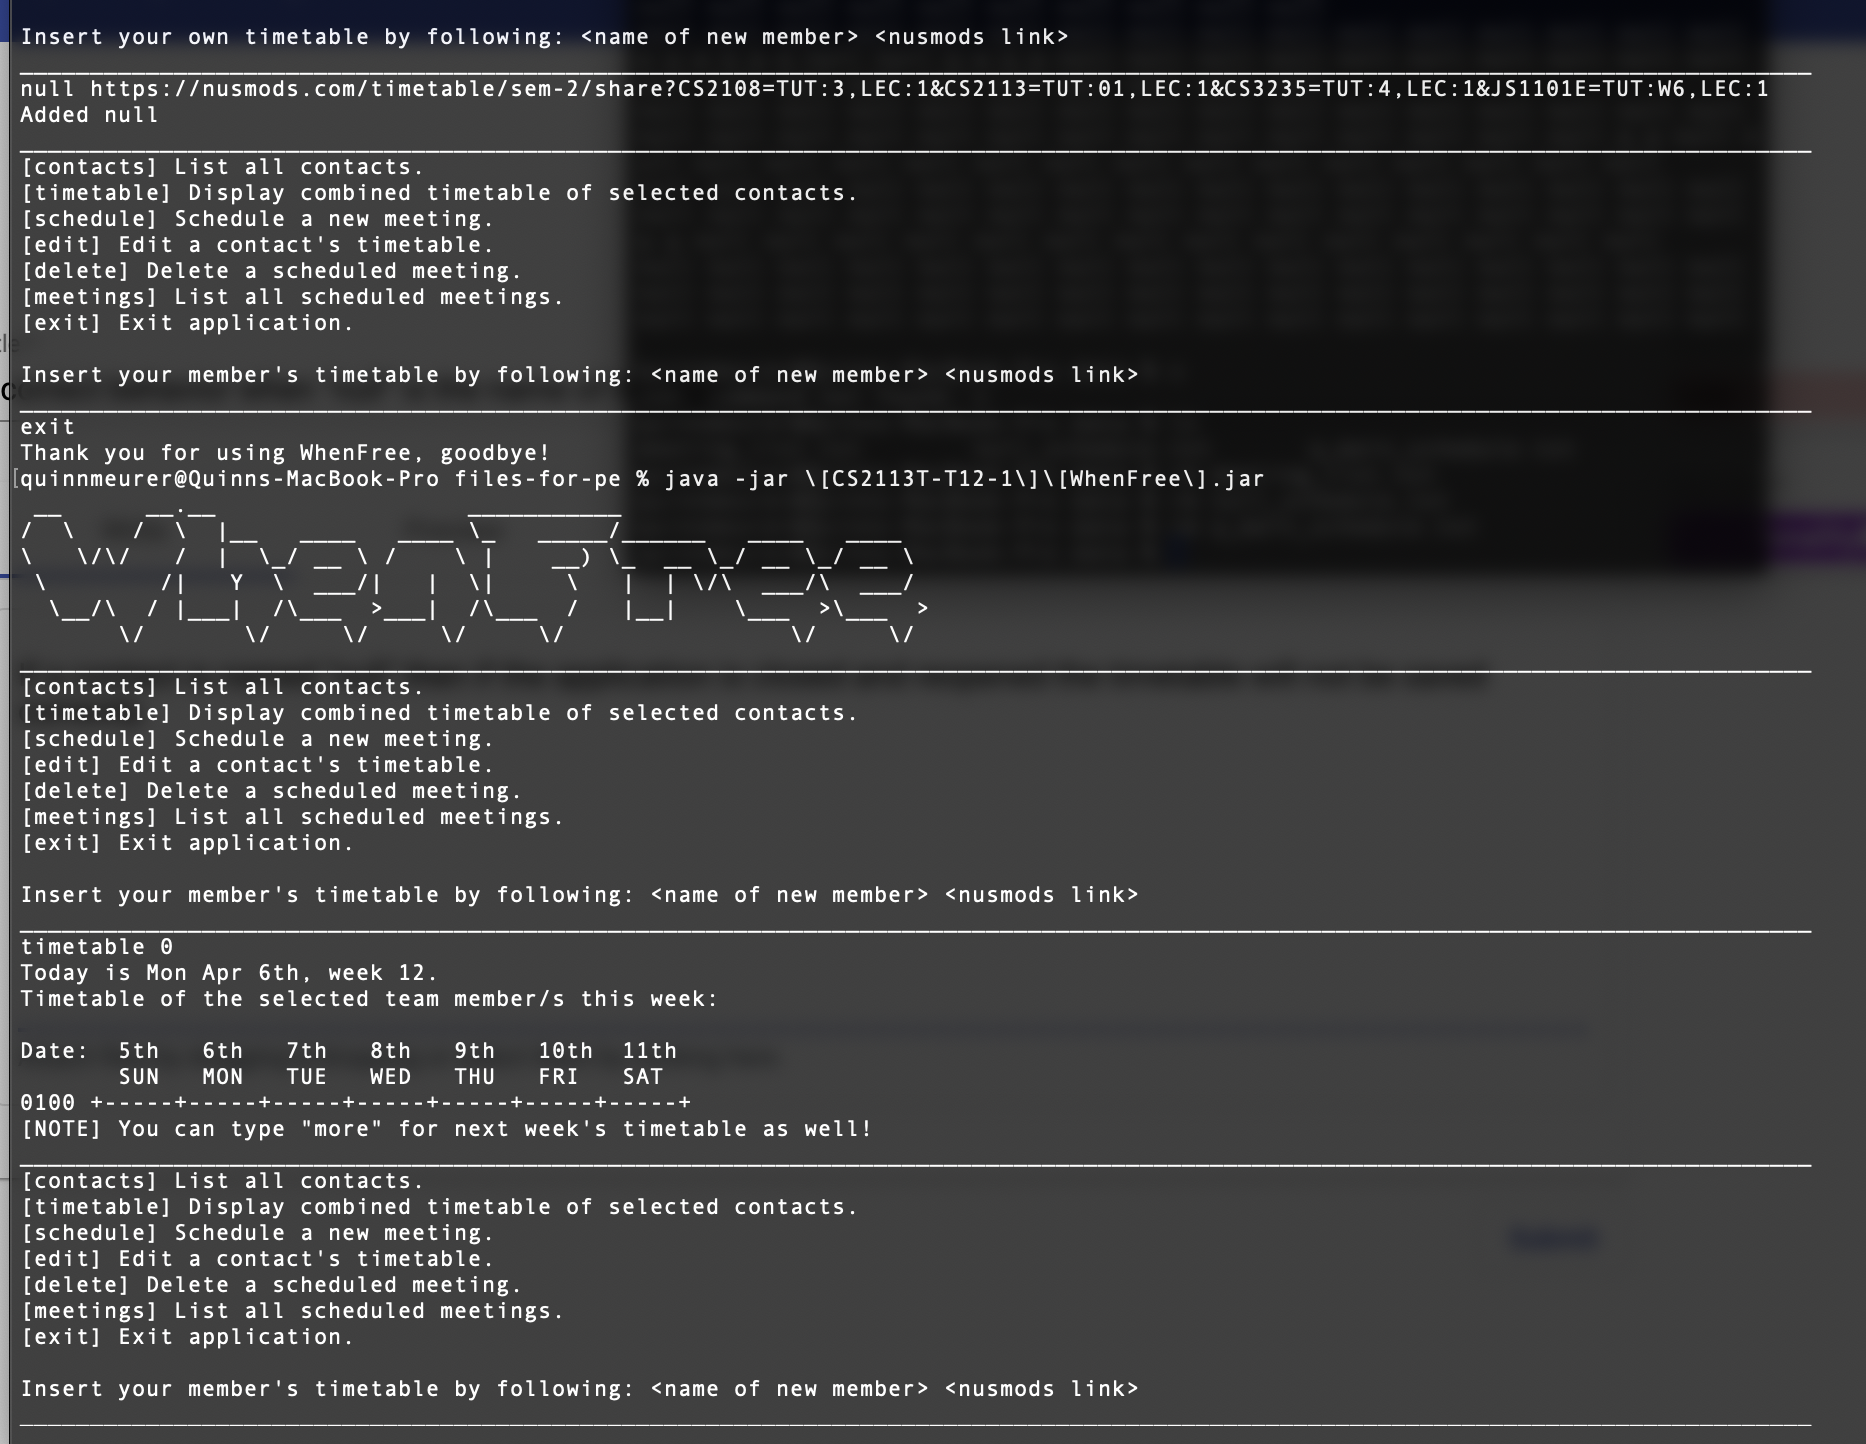 Insert your own timetable by following: <name of new member> <nusmods link>
null https://nusmods.com/timetable/sem-2/share?CS2108=TUT:3,LEC:1&CS2113=TUT:01,LEC:1&CS3235=TUT:4,LEC:1&JS1101E=TUT:W6,LEC:1
Added null
[contacts] List all contacts.
[timetable] Display combined timetable of selected contacts.
[schedule] Schedule a new meeting.
[edit] Edit a contact's timetable.
[delete] Delete a scheduled meeting.
[meetings] List all scheduled meetings.
[exit] Exit application.
Insert your member's timetable by following: <name of new member> <nusmods link>
exit
Thank you for using WhenFree, goodbye!
[quinnmeurer@Quinns-MacBook-Pro files-for-pe % java -jar \[CS2113T-T12-1\]\[WhenFree\].jar
WhenFree
[contacts] List all contacts.
[timetable] Display combined timetable of selected contacts.
[schedule] Schedule a new meeting.
[edit] Edit a contact's timetable.
[delete] Delete a scheduled meeting.
[meetings] List all scheduled meetings.
[exit] Exit application.
Insert your member's timetable by following: <name of new member> <nusmods link>
timetable 0
Today is Mon Apr 6th, week 12.
Timetable of the selected team member/s this week:
Date: 5th 6th 7th 8th 9th 10th 11th
SUN MON TUE WED THU FRI SAT
0100 +-----+-----+-----+-----+-----+-----+-----+
[NOTE] You can type "more" for next week's timetable as well!
[contacts] List all contacts.
[timetable] Display combined timetable of selected contacts.
[schedule] Schedule a new meeting.
[edit] Edit a contact's timetable.
[delete] Delete a scheduled meeting.
[meetings] List all scheduled meetings.
[exit] Exit application.
Insert your member's timetable by following: <name of new member> <nusmods link>